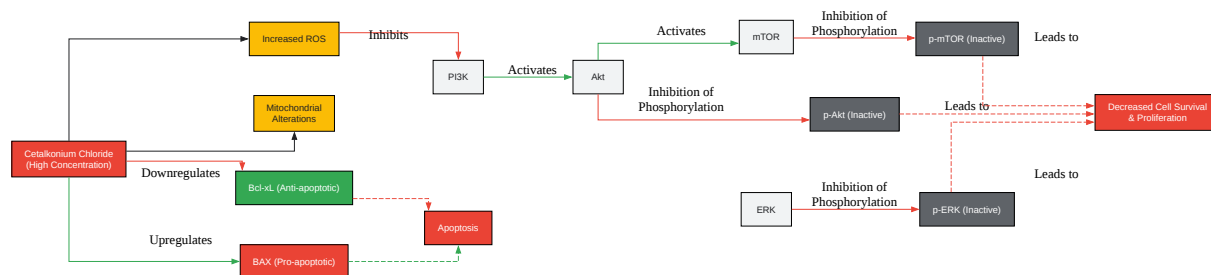 Increased ROS
Inhibits
PI3K
Activates
Akt
Activates
mTOR
Inhibition of
Phosphorylation
p-mTOR (Inactive)
Leads to
Mitochondrial
Alterations
Inhibition of
Phosphorylation
p-Akt (Inactive)
Leads to
Decreased Cell Survival
& Proliferation
Cetalkonium Chloride
(High Concentration)
Downregulates
Bcl-xL (Anti-apoptotic)
Apoptosis
Upregulates
BAX (Pro-apoptotic)
ERK
Inhibition of
Phosphorylation
p-ERK (Inactive)
Leads to